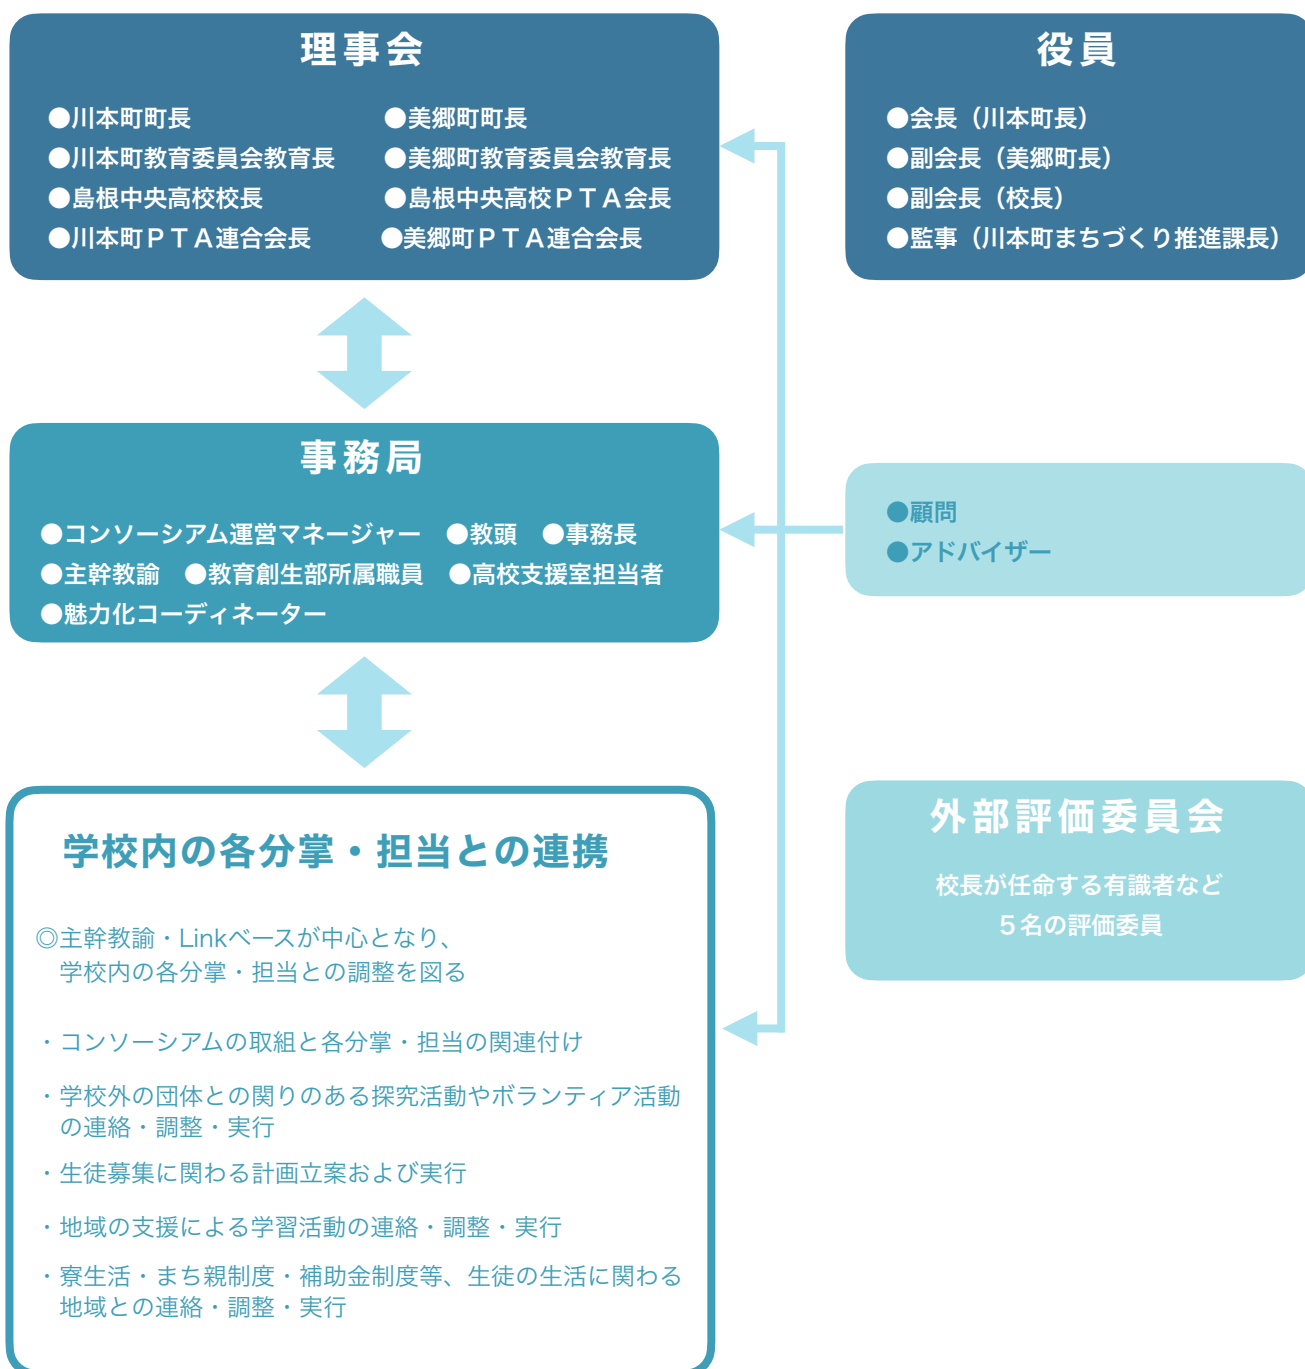 理事会
●川本町町長
●美郷町町長
●川本町教育委員会教育長
●美郷町教育委員会教育長
●島根中央高校校長
●島根中央高校ＰＴＡ会長
●川本町ＰＴＡ連合会長
●美郷町ＰＴＡ連合会長
役員
●会長（川本町長）
●副会長（美郷町長）
●副会長（校長）
●監事（川本町まちづくり推進課長）
事務局
●コンソーシアム運営マネージャー　●教頭　●事務長
●主幹教諭　●教育創生部所属職員　●高校支援室担当者
●魅力化コーディネーター
●顧問
●アドバイザー
学校内の各分掌・担当との連携
◎主幹教諭・Linkベースが中心となり、
学校内の各分掌・担当との調整を図る
・コンソーシアムの取組と各分掌・担当の関連付け
・学校外の団体との関りのある探究活動やボランティア活動
の連絡・調整・実行
・生徒募集に関わる計画立案および実行
・地域の支援による学習活動の連絡・調整・実行
・寮生活・まち親制度・補助金制度等、生徒の生活に関わる
地域との連絡・調整・実行
外部評価委員会
校長が任命する有識者など
５名の評価委員